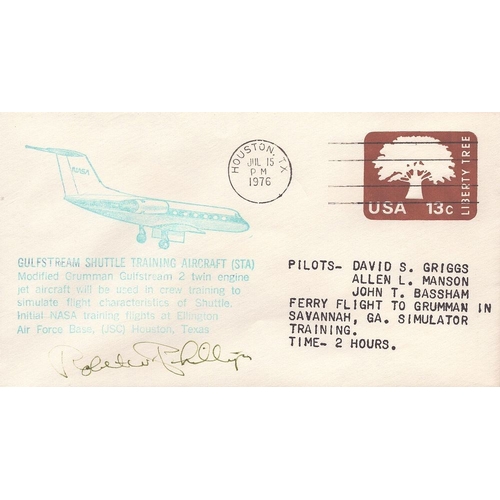 HOUSTON, TX
JUL 15
PM
1976
LIBERTY TREE
USA 13c
GULFSTREAM SHUTTLE TRAINING AIRCRAFT (STA)
Modified Grumman Gulfstream 2 twin engine
jet aircraft will be used in crew training to
simulate flight characteristics of Shuttle.
Initial NASA training flights at Ellington
Air Force Base, (JSC) Houston, Texas.
PILOTS- DAVID S. GRIGGS
ALLEN L. MANSON
JOHN T. BASSHAM
FERRY FLIGHT TO GRUMMAN IN
SAVANNAH, GA. SIMULATOR
TRAINING.
TIME- 2 HOURS.